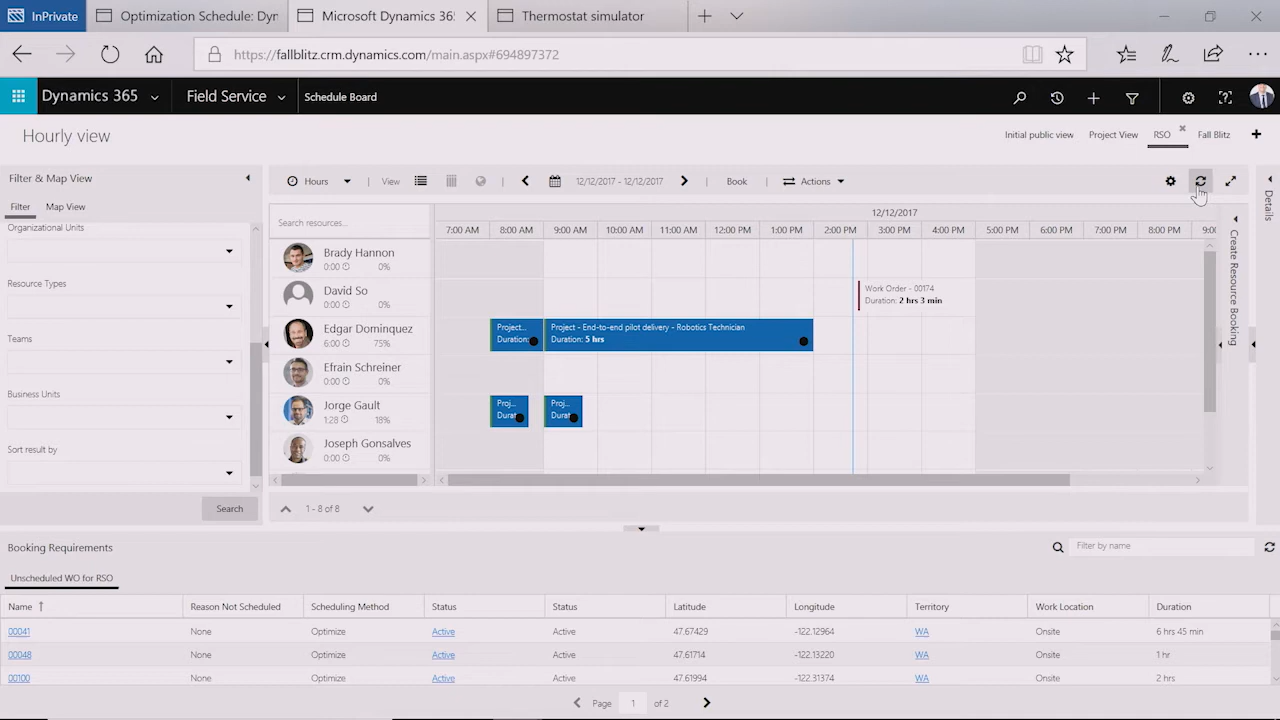 InPrivate
Optimization Schedule: Dyn
Microsoft Dynamics 365
Thermostat simulator
https://fallblitz.crm.dynamics.com/main.aspx#694897372
Dynamics 365
Field Service
Schedule Board
Hourly view
Initial public view
Project View
RSO
Fall Blitz
Filter & Map View
Filter
Map View
Organizational Units
Resource Types
Teams
Business Units
Sort result by
Search
Hours
View
12/12/2017 - 12/12/2017
Book
Actions
Search resources...
12/12/2017
7:00 AM 8:00 AM 9:00 AM 10:00 AM 11:00 AM 12:00 PM 1:00 PM 2:00 PM 3:00 PM 4:00 PM 5:00 PM 6:00 PM 7:00 PM 8:00 PM 9:0
Brady Hannon
0:00 0%
David So
0:00 0%
Work Order - 00174
Duration: 2 hrs 3 min
Edgar Dominquez
6:00 75%
Project...
Duration:
Project - End-to-end pilot delivery - Robotics Technician
Duration: 5 hrs
Efrain Schreiner
0:00 0%
Jorge Gault
1:28 18%
Proj...
Durat
Proj...
Durat
Joseph Gonsalves
0:00 0%
1 - 8 of 8
Details
Create Resource Booking
Booking Requirements
Filter by name
Unscheduled WO for RSO
Name Reason Not Scheduled Scheduling Method Status Status Latitude Longitude Territory Work Location Duration
00041 None Optimize Active Active 47.67429 -122.12964 WA Onsite 6 hrs 45 min
00048 None Optimize Active Active 47.61714 -122.13220 WA Onsite 1 hr
00100 None Optimize Active Active 47.61994 -122.31374 WA Onsite 2 hrs
Page 1 of 2